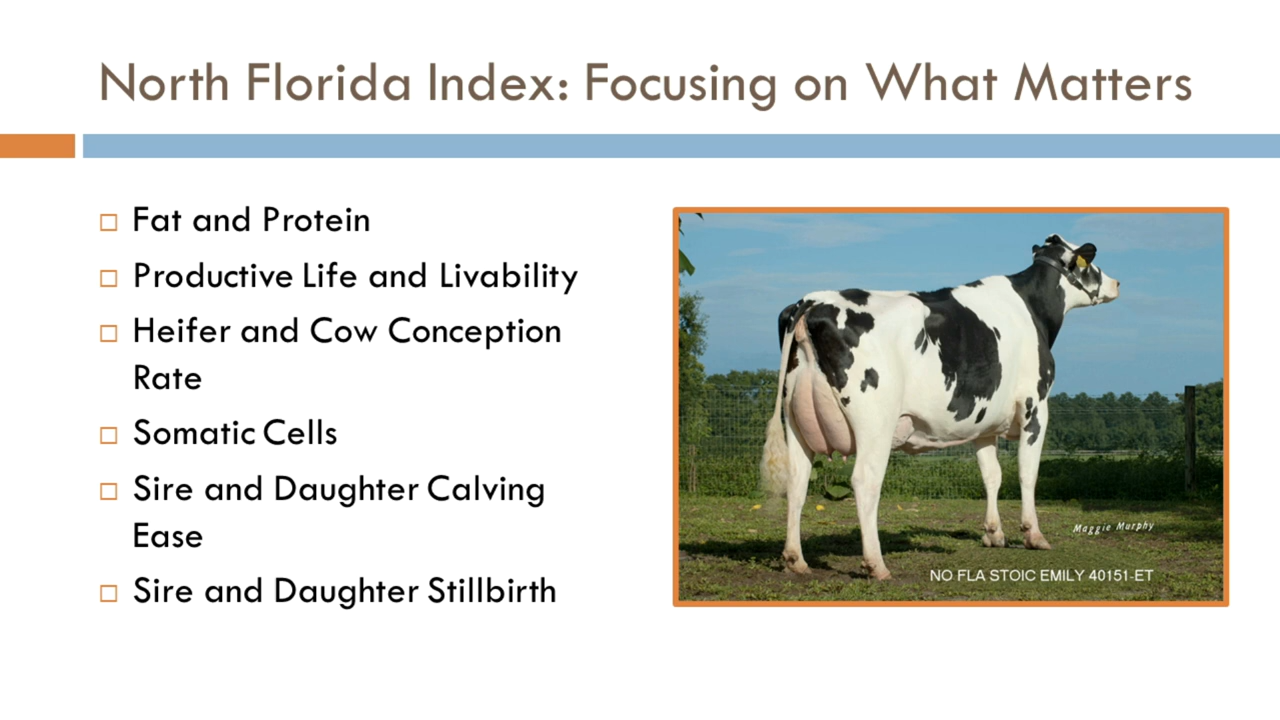 North Florida Index: Focusing on What Matters
Fat and Protein
Productive Life and Livability
Heifer and Cow Conception
Rate
Somatic Cells
Sire and Daughter Calving
Ease
Sire and Daughter Stillbirth
Maggie Murphy
NO FLA STOIC EMILY 40151-ET